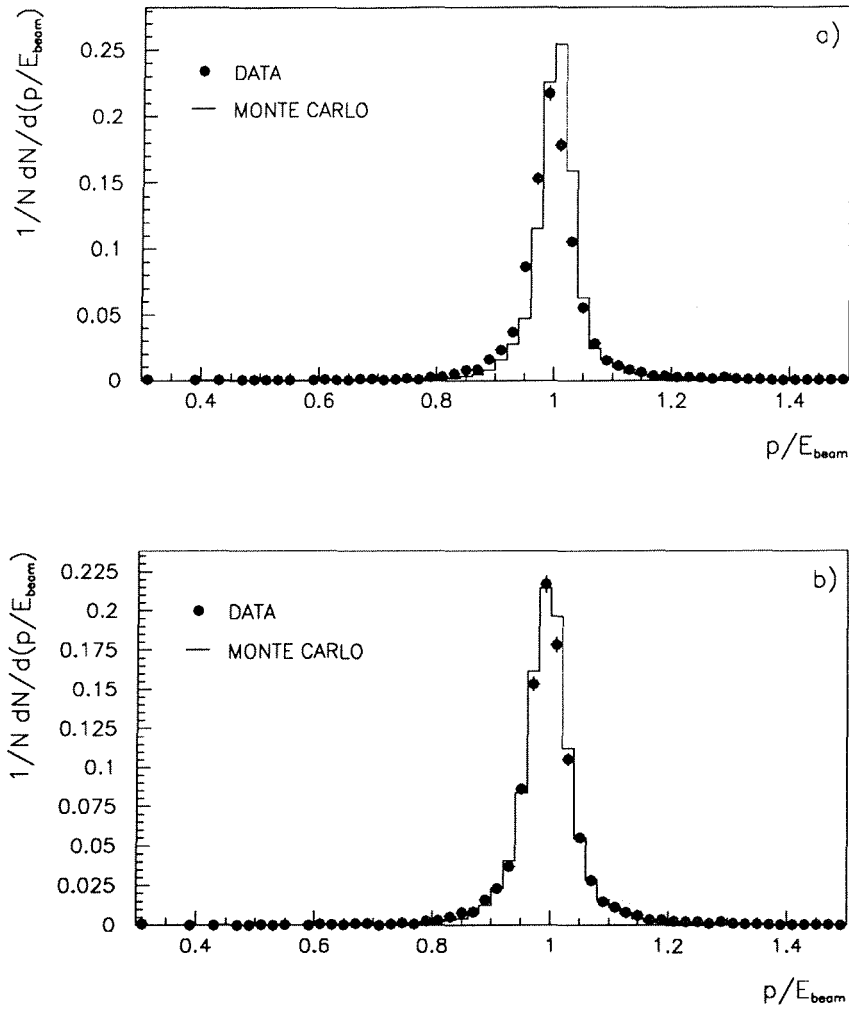 a)
1/N dN/d(p/E_beam)
0.25
0.2
0.15
0.1
0.05
0
DATA
MONTE CARLO
0.4
0.6
0.8
1
1.2
1.4
p/E_beam
b)
1/N dN/d(p/E_beam)
0.225
0.2
0.175
0.15
0.125
0.1
0.075
0.05
0.025
0
DATA
MONTE CARLO
0.4
0.6
0.8
1
1.2
1.4
p/E_beam